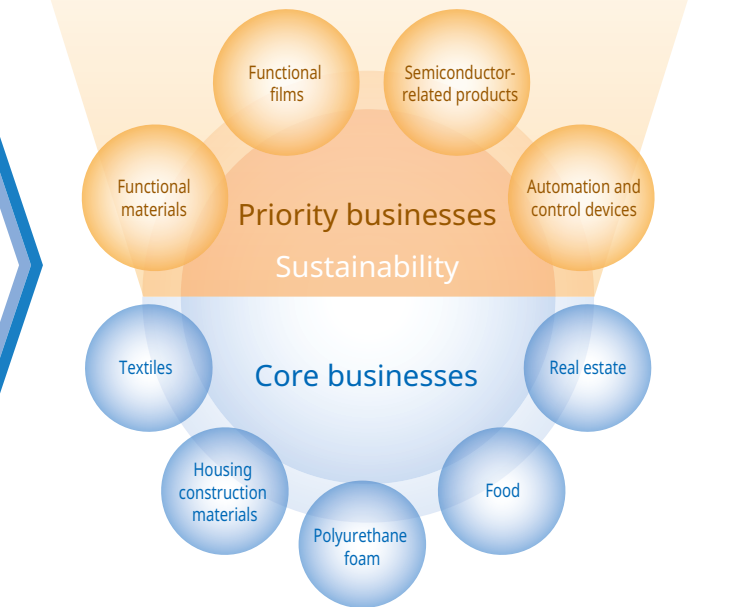 Functional
films
Semiconductor-
related products
Functional
materials
Automation and
control devices
Priority businesses
Sustainability
Core businesses
Textiles
Real estate
Housing
construction
materials
Food
Polyurethane
foam